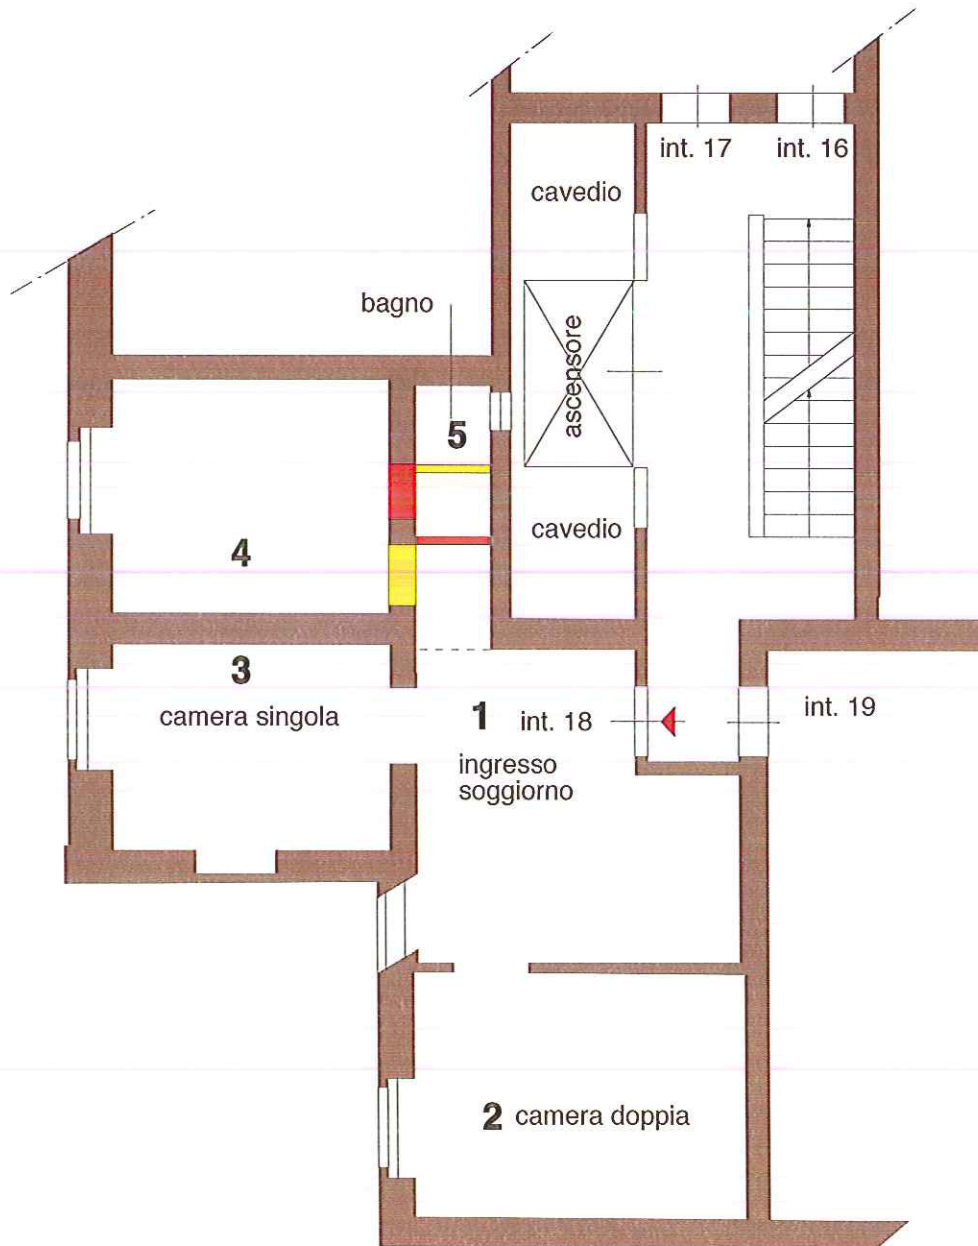 int. 17
int. 16
cavedio
bagno
ascensore
5
cavedio
4
3
camera singola
1
int. 18
int. 19
ingresso
soggiorno
2 camera doppia